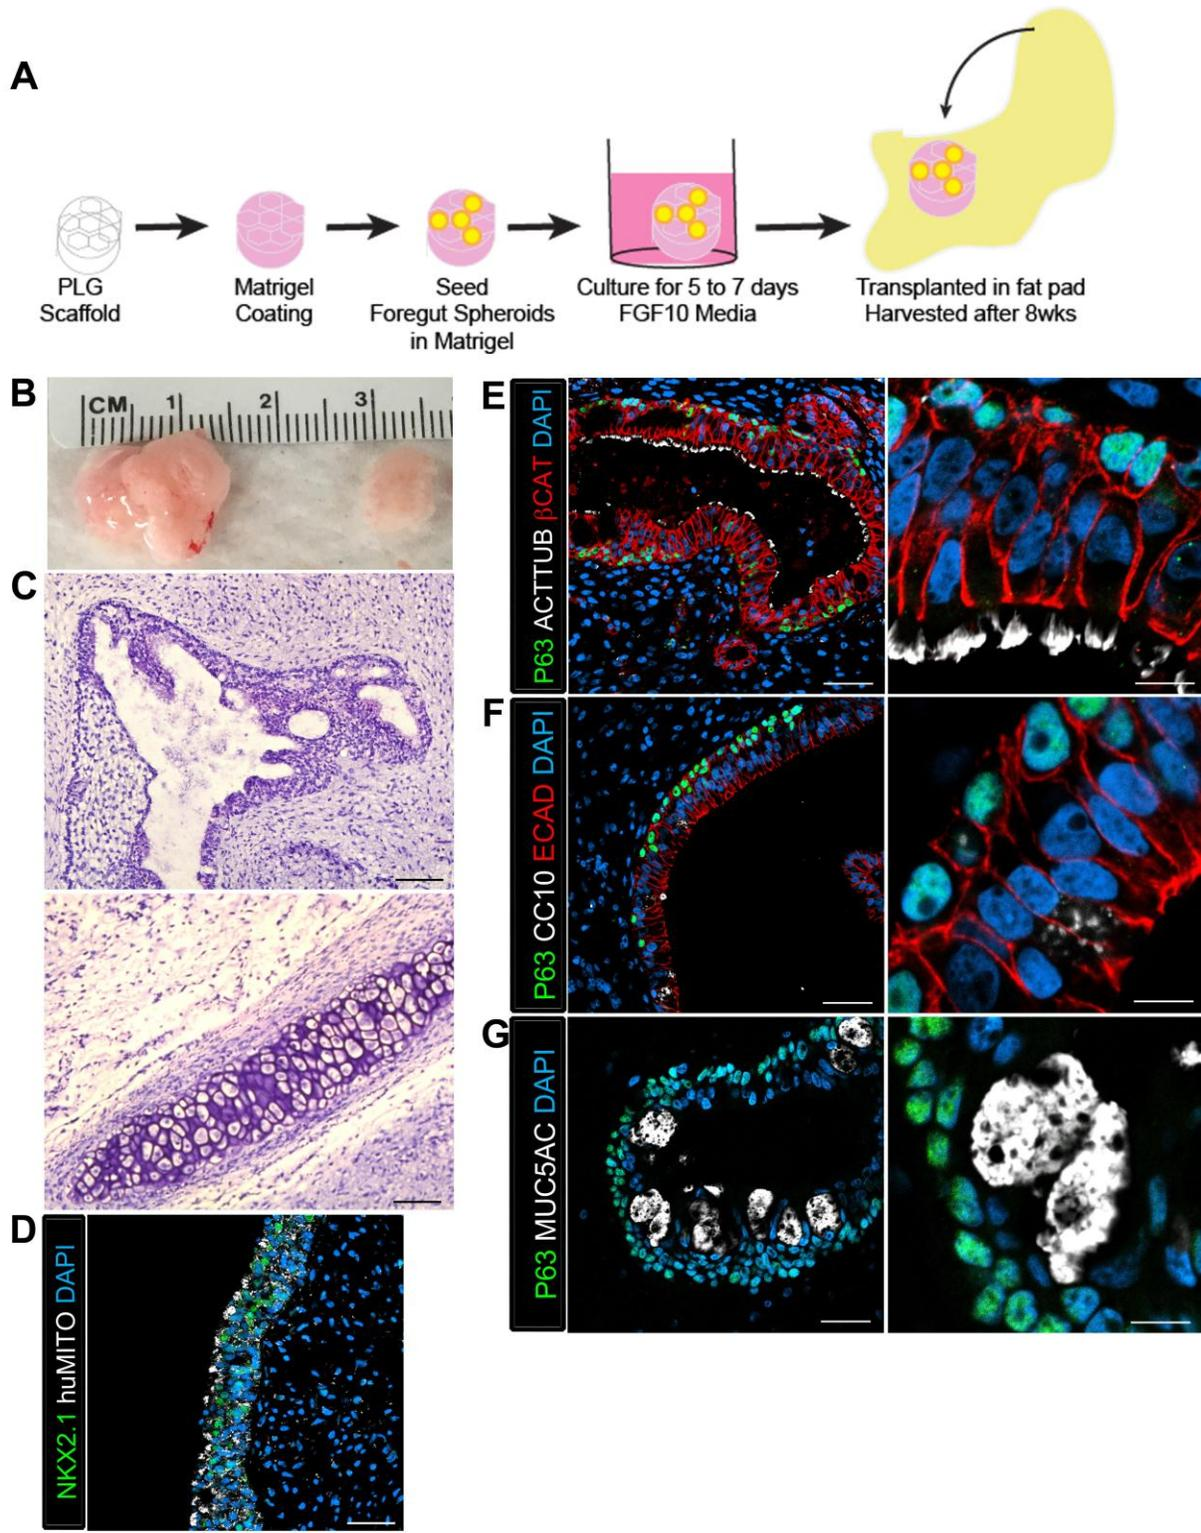 A
PLG
Scaffold
Matrigel
Coating
Seed
Foregut Spheroids
in Matrigel
Culture for 5 to 7 days
FGF10 Media
Transplanted in fat pad
Harvested after 8wks
B
CM 1 2 3
C
D
NKX2.1 huMITO DAPI
E
P63 ACTTUB βCAT DAPI
F
P63 CC10 ECAD DAPI
G
P63 MUC5AC DAPI